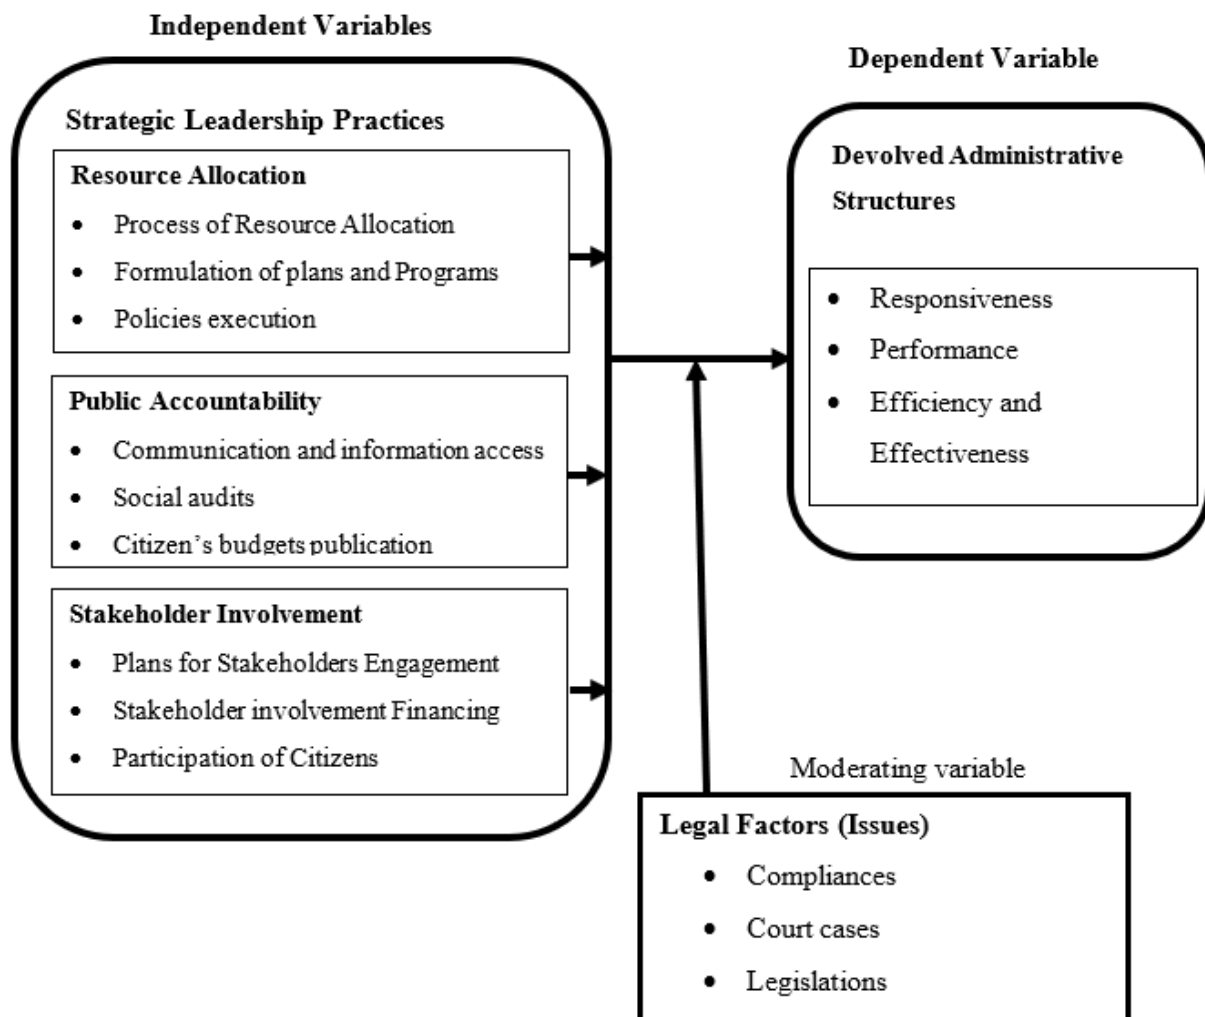 Independent Variables
Strategic Leadership Practices
Resource Allocation
• Process of Resource Allocation
• Formulation of plans and Programs
• Policies execution
Public Accountability
• Communication and information access
• Social audits
• Citizen’s budgets publication
Stakeholder Involvement
• Plans for Stakeholders Engagement
• Stakeholder involvement Financing
• Participation of Citizens
Dependent Variable
Devolved Administrative
Structures
• Responsiveness
• Performance
• Efficiency and
Effectiveness
Moderating variable
Legal Factors (Issues)
• Compliances
• Court cases
• Legislations